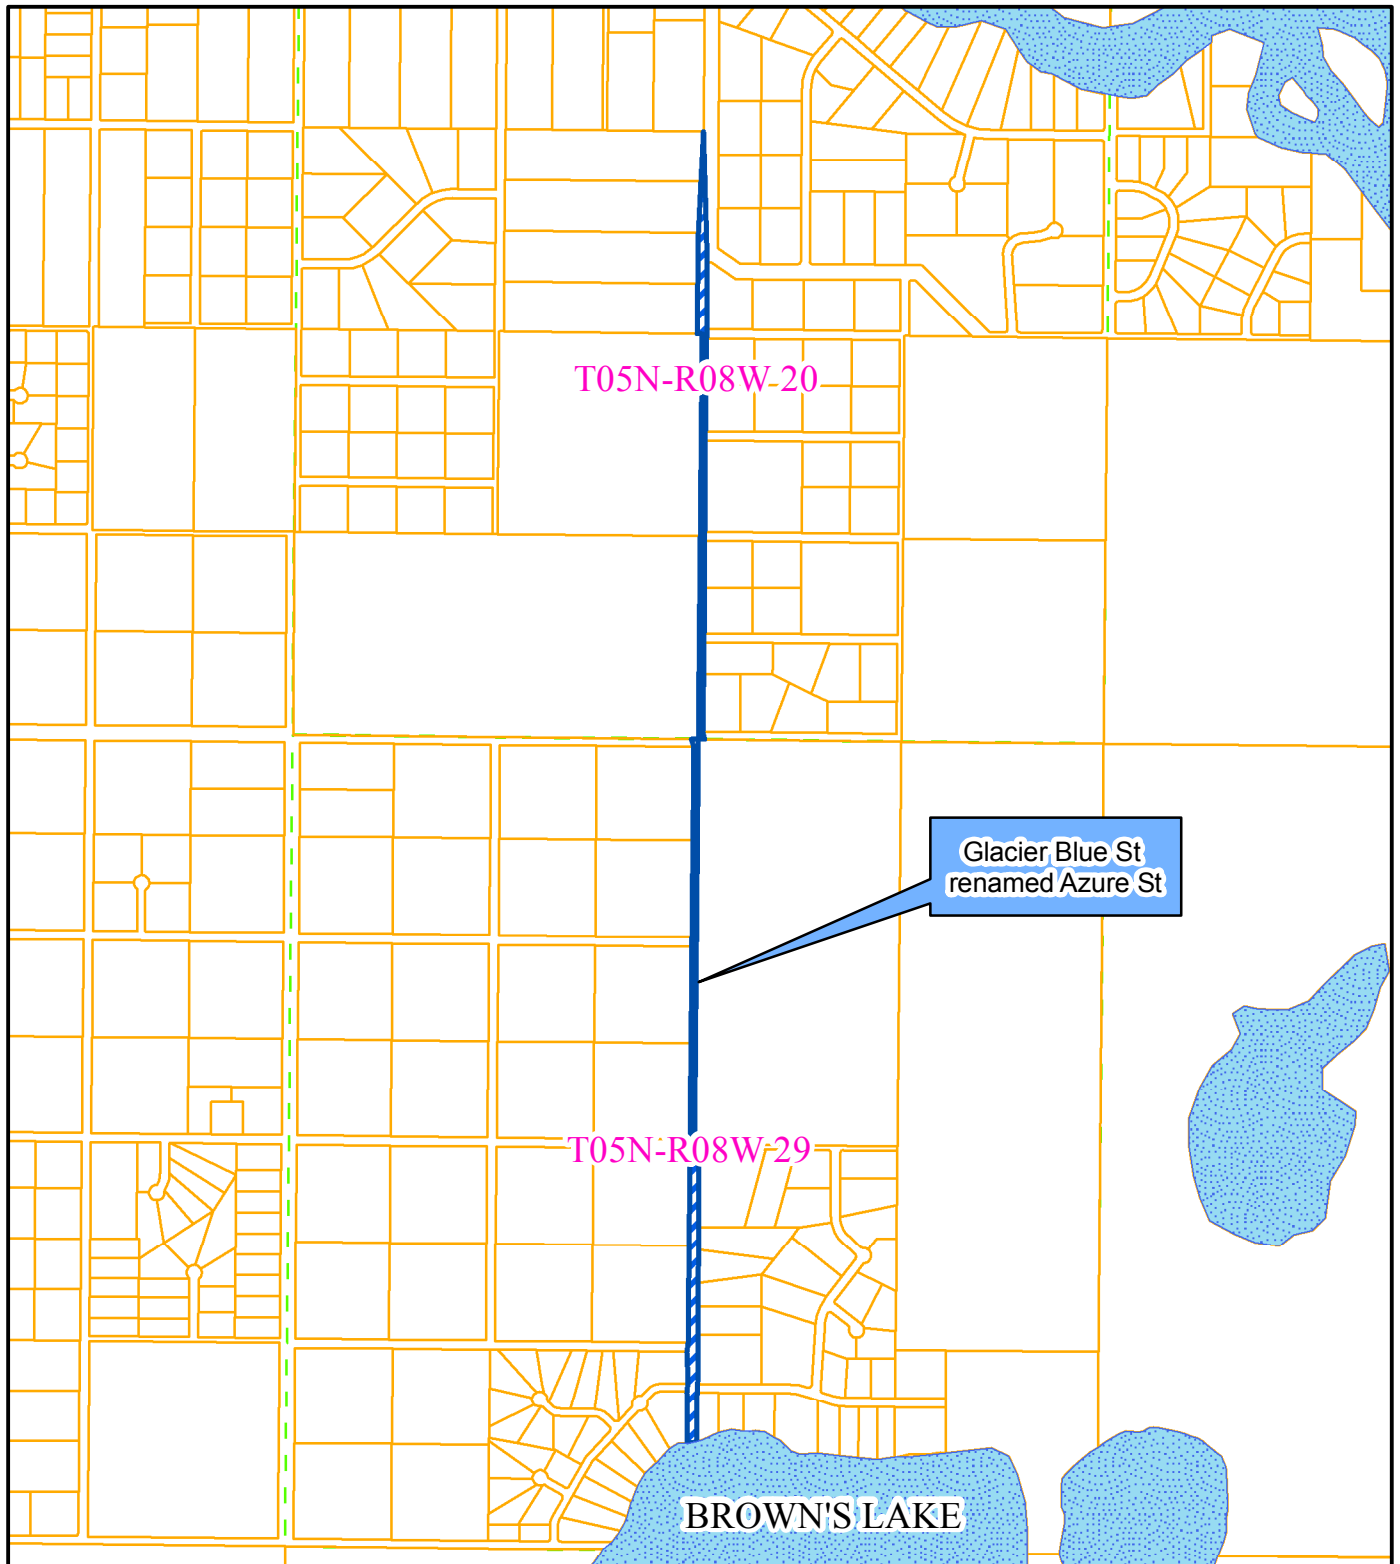 T05N-R08W-20
Glacier Blue St
renamed Azure St
T05N-R08W-29
BROWN'S LAKE